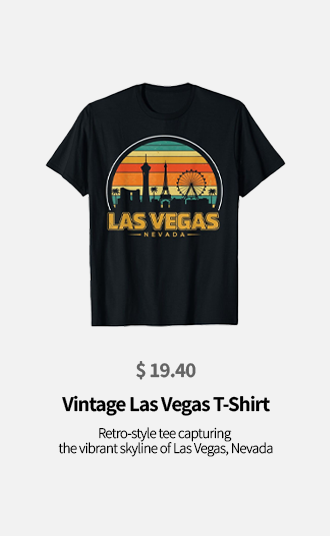 LAS VEGAS
NEVADA
$ 19.40
Vintage Las Vegas T-Shirt
Retro-style tee capturing
the vibrant skyline of Las Vegas, Nevada